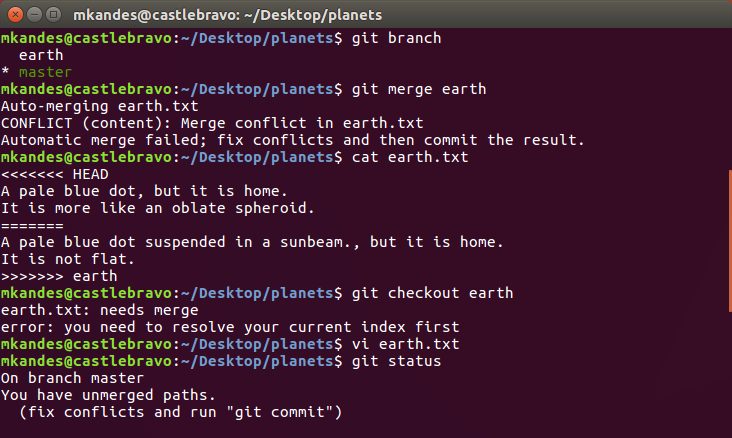 mkandes@castlebravo: ~/Desktop/planets
mkandes@castlebravo:~/Desktop/planets$ git branch
  earth
* master
mkandes@castlebravo:~/Desktop/planets$ git merge earth
Auto-merging earth.txt
CONFLICT (content): Merge conflict in earth.txt
Automatic merge failed; fix conflicts and then commit the result.
mkandes@castlebravo:~/Desktop/planets$ cat earth.txt
<<<<<<< HEAD
A pale blue dot, but it is home.
It is more like an oblate spheroid.
=======
A pale blue dot suspended in a sunbeam., but it is home.
It is not flat.
>>>>>>> earth
mkandes@castlebravo:~/Desktop/planets$ git checkout earth
earth.txt: needs merge
error: you need to resolve your current index first
mkandes@castlebravo:~/Desktop/planets$ vi earth.txt
mkandes@castlebravo:~/Desktop/planets$ git status
On branch master
You have unmerged paths.
  (fix conflicts and run "git commit")